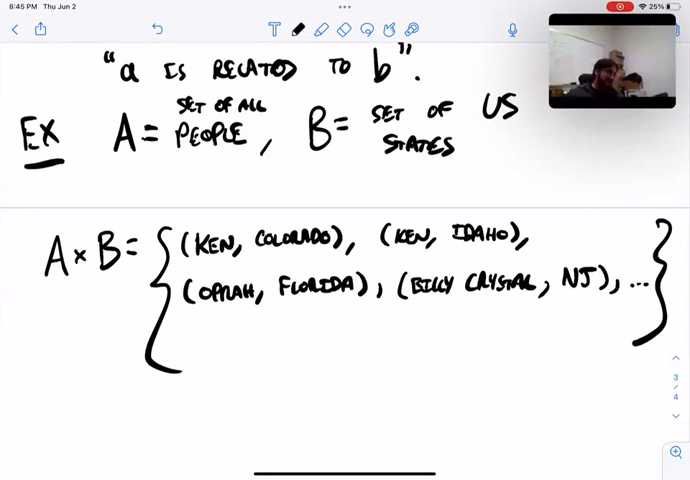 8:45 PM Thu Jun 2
25%
"a IS RELATED TO b".
EX A = SET OF ALL PEOPLE, B = SET OF US STATES
A × B = { (KEN, COLORADO), (KEN, IDAHO),
(OPRAH, FLORIDA), (BILLY CRYSTAL, NJ), ... }
3
/
4